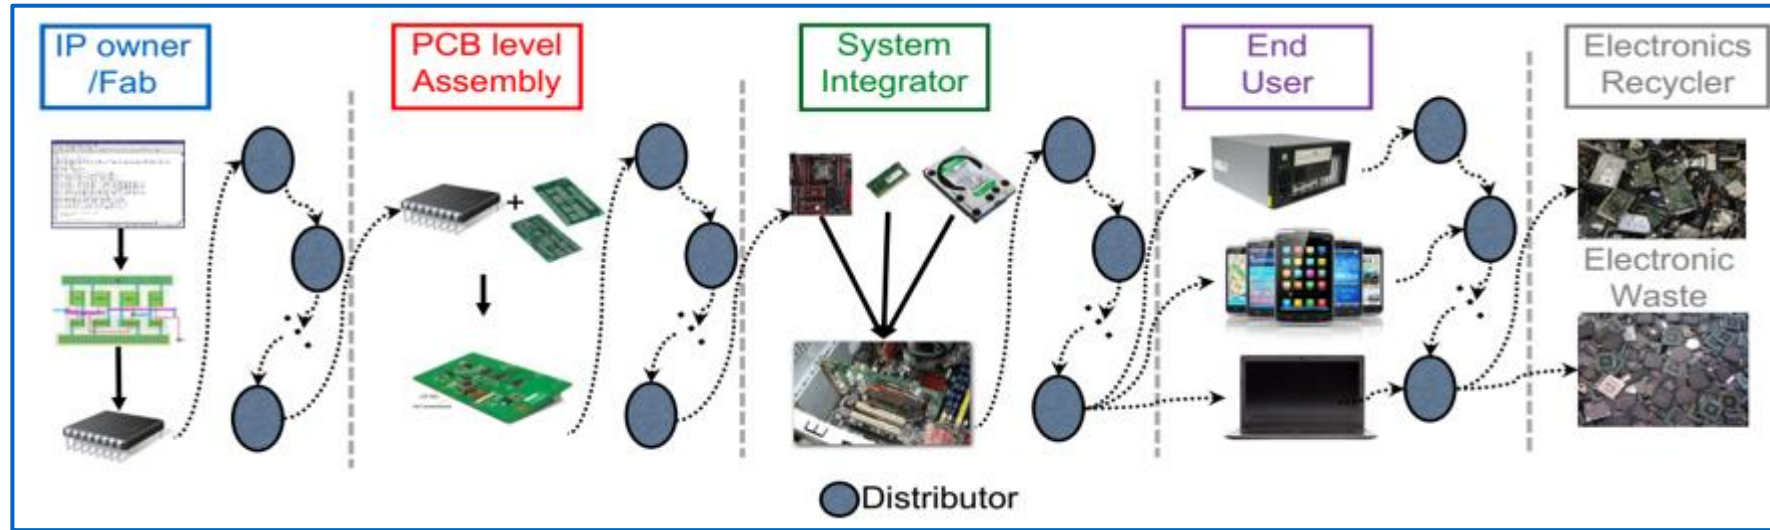 IP owner
/Fab
PCB level
Assembly
System
Integrator
End
User
Electronics
Recycler
+
Electronic
Waste
Distributor